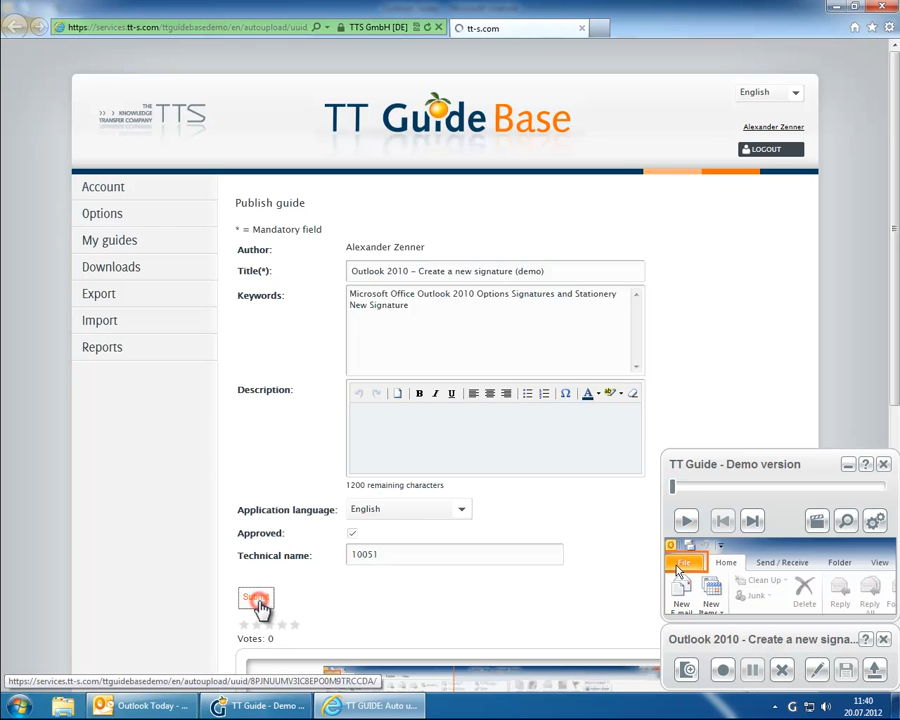 https://services.tt-s.com/ttguidebasedemo/en/autoupload/uuid
TTS GmbH [DE]
tt-s.com
THE KNOWLEDGE TRANSFER COMPANY
TTS
TT Guide Base
English
Alexander Zenner
LOGOUT
Account
Options
My guides
Downloads
Export
Import
Reports
Publish guide
* = Mandatory field
Author: Alexander Zenner
Title(*): Outlook 2010 - Create a new signature (demo)
Keywords: Microsoft Office Outlook 2010 Options Signatures and Stationery
New Signature
Description:
B I U
1200 remaining characters
Application language: English
Approved:
Technical name: 10051
Votes: 0
TT Guide - Demo version
File Home Send / Receive Folder View
New E-mail
New Items
Clean Up
Junk
Delete
Reply
Reply All
Outlook 2010 - Create a new signa...
https://services.tt-s.com/ttguidebasedemo/en/autoupload/uuid/8PJNUUMV3IC8EPO0M9TRCCDA/
Outlook Today - ...
TT Guide - Demo ...
TT GUIDE: Auto u...
11:40
20.07.2012